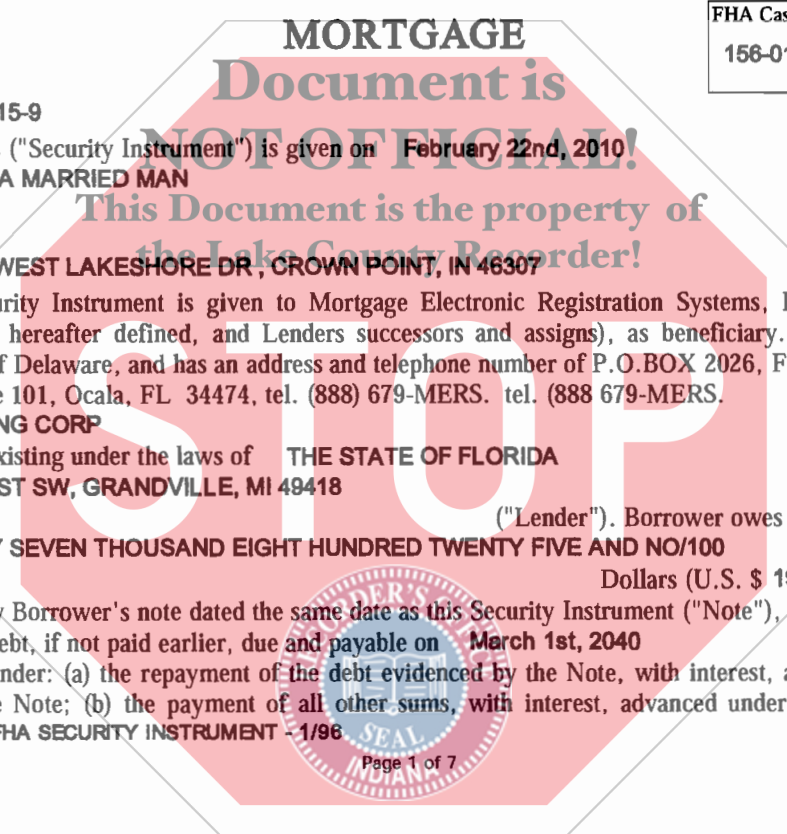 FHA Cas
MORTGAGE
156-01
Document is
15-9
("Security Instrument") is given on February 22nd, 2010
NOT OFFICIAL!
A MARRIED MAN
This Document is the property of
the Lake County Recorder!
WEST LAKESHORE DR , CROWN POINT, IN 46307
urity Instrument is given to Mortgage Electronic Registration Systems, I
hereafter defined, and Lenders successors and assigns), as beneficiary.
f Delaware, and has an address and telephone number of P.O.BOX 2026, F
e 101, Ocala, FL 34474, tel. (888) 679-MERS. tel. (888 679-MERS.
NG CORP
xisting under the laws of THE STATE OF FLORIDA
ST SW, GRANDVILLE, MI 49418
STOP
("Lender"). Borrower owes
Y SEVEN THOUSAND EIGHT HUNDRED TWENTY FIVE AND NO/100
Dollars (U.S. $ 19
y Borrower's note dated the same date as this Security Instrument ("Note"),
ebt, if not paid earlier, due and payable on March 1st, 2040
nder: (a) the repayment of the debt evidenced by the Note, with interest, a
e Note; (b) the payment of all other sums, with interest, advanced under
FHA SECURITY INSTRUMENT - 1/96
SEAL
INDIANA
Page 1 of 7